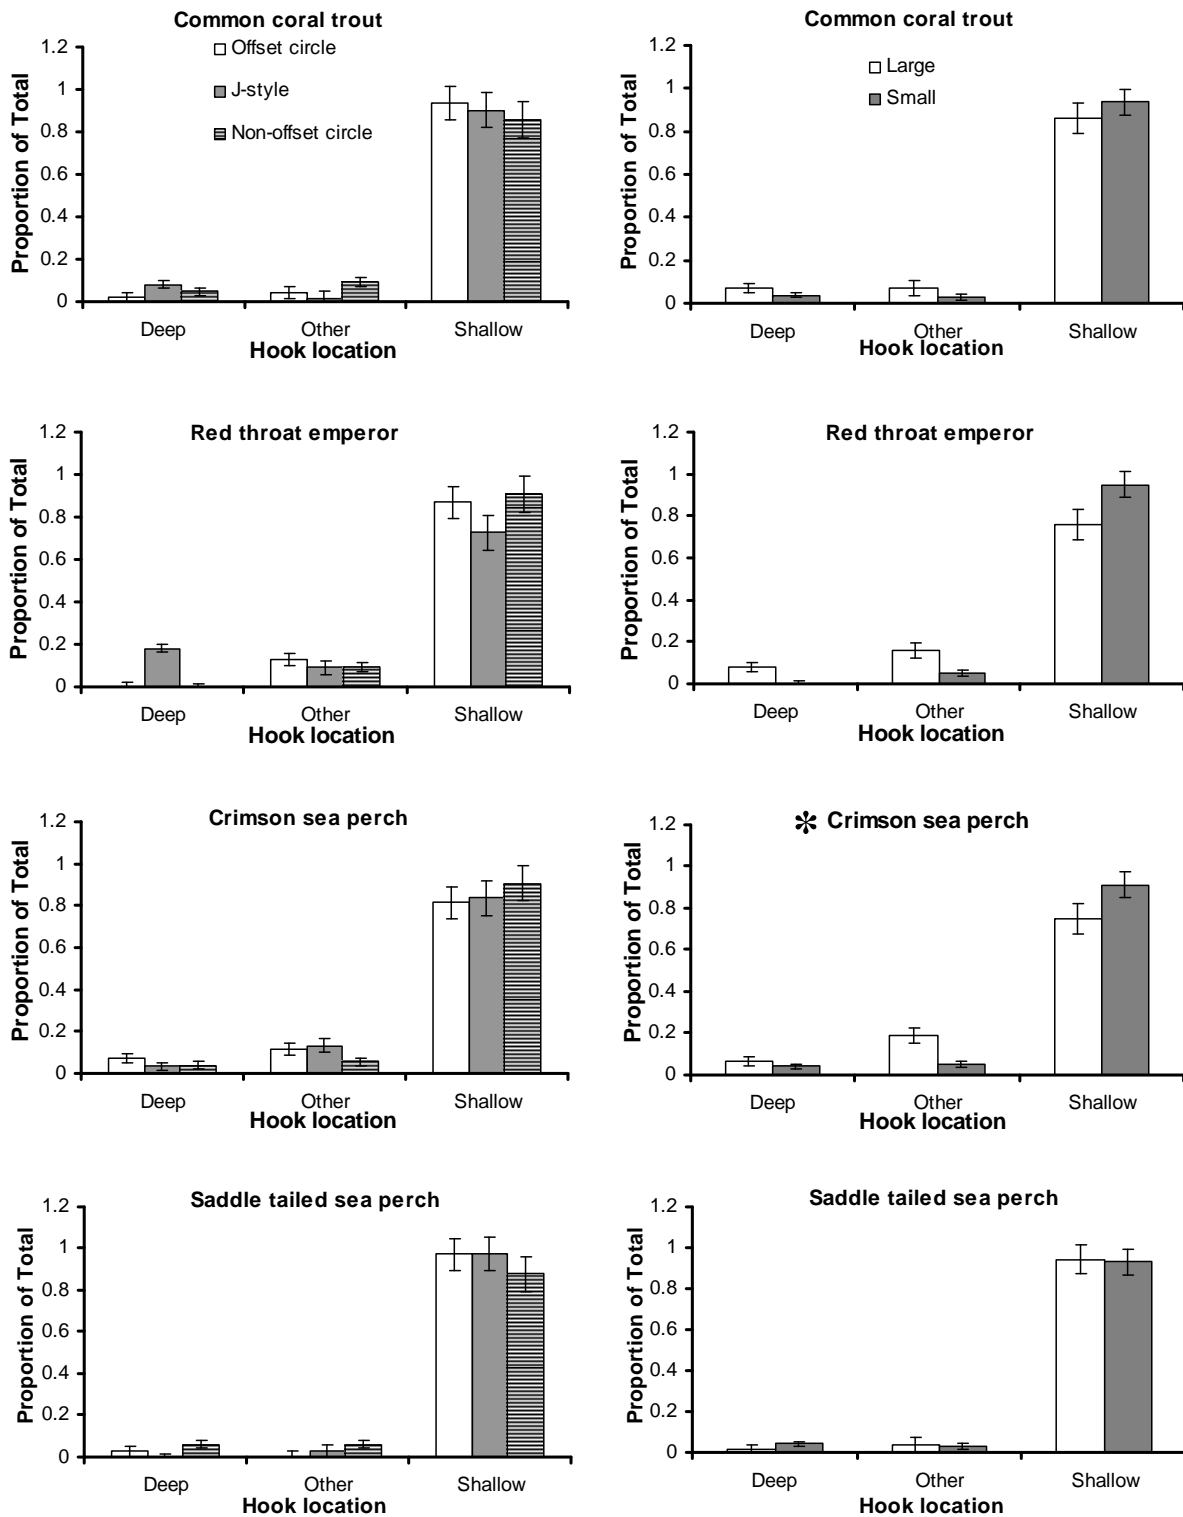 Common coral trout
Offset circle
J-style
Non-offset circle
Proportion of Total
1.2
1
0.8
0.6
0.4
0.2
0
Deep Other Shallow
Hook location
Common coral trout
Large
Small
Proportion of Total
1.2
1
0.8
0.6
0.4
0.2
0
Deep Other Shallow
Hook location
Red throat emperor
Proportion of Total
1.2
1
0.8
0.6
0.4
0.2
0
Deep Other Shallow
Hook location
Red throat emperor
Proportion of Total
1.2
1
0.8
0.6
0.4
0.2
0
Deep Other Shallow
Hook location
Crimson sea perch
Proportion of Total
1.2
1
0.8
0.6
0.4
0.2
0
Deep Other Shallow
Hook location
* Crimson sea perch
Proportion of Total
1.2
1
0.8
0.6
0.4
0.2
0
Deep Other Shallow
Hook location
Saddle tailed sea perch
Proportion of Total
1.2
1
0.8
0.6
0.4
0.2
0
Deep Other Shallow
Hook location
Saddle tailed sea perch
Proportion of Total
1.2
1
0.8
0.6
0.4
0.2
0
Deep Other Shallow
Hook location